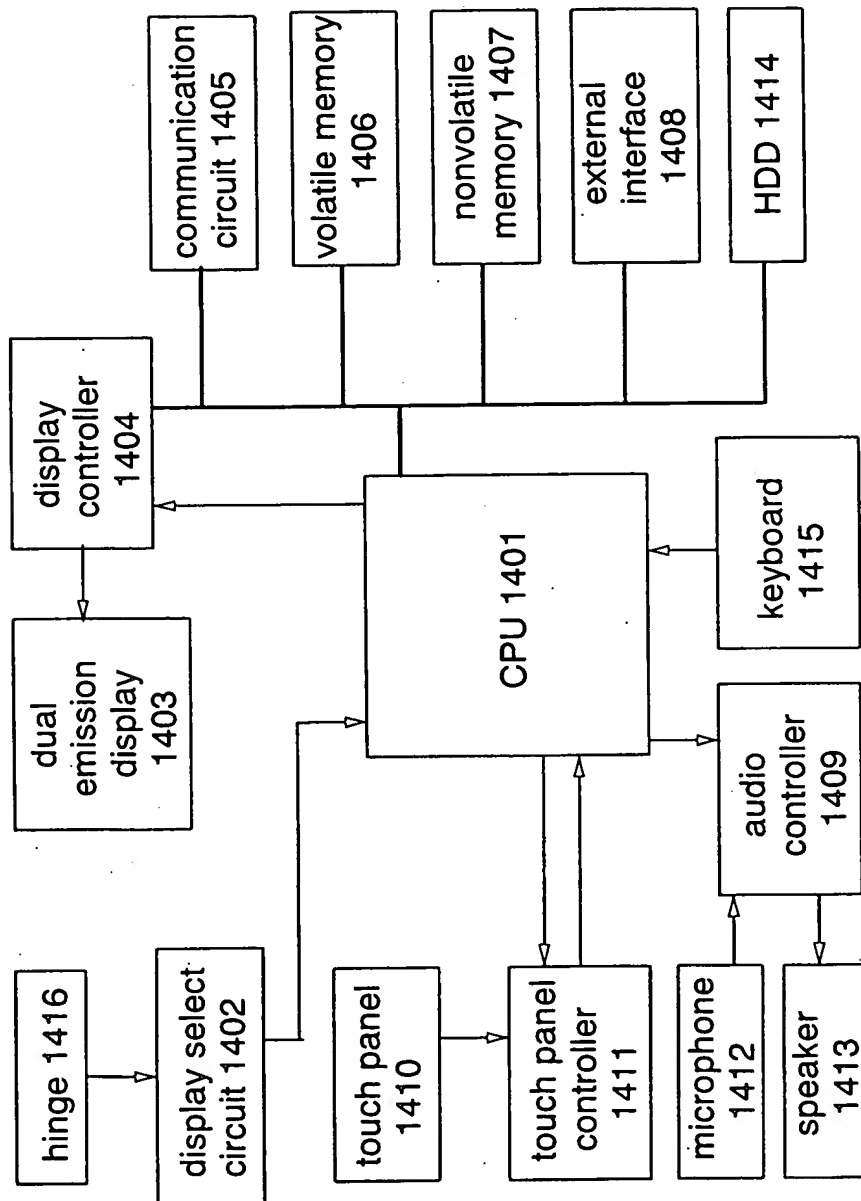 hinge 1416
display select
circuit 1402
touch panel
1410
touch panel
controller
1411
microphone
1412
speaker
1413
dual
emission
display
1403
display
controller
1404
CPU 1401
audio
controller
1409
keyboard
1415
communication
circuit 1405
volatile memory
1406
nonvolatile
memory 1407
external
interface
1408
HDD 1414